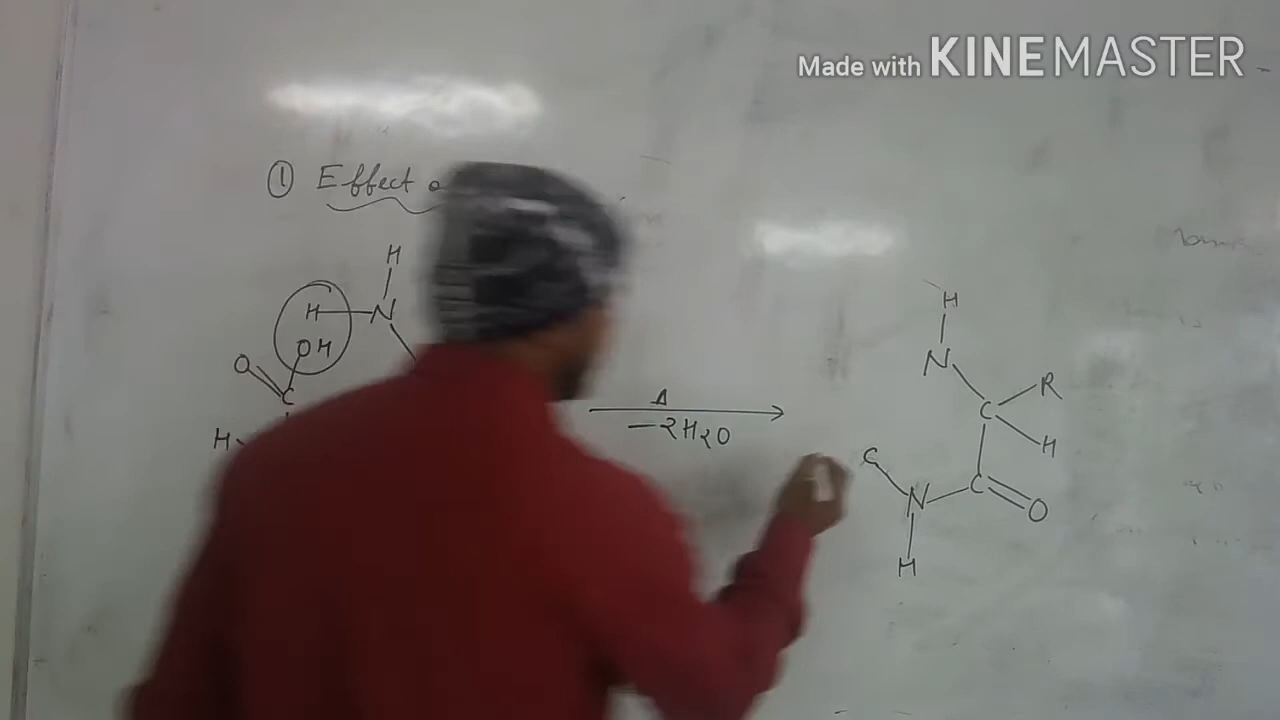 Made with KINEMASTER
① Effect
H
H N
O OH
C
H
Δ
-2H2O
H
N
R
C
H
C
N C
O
H